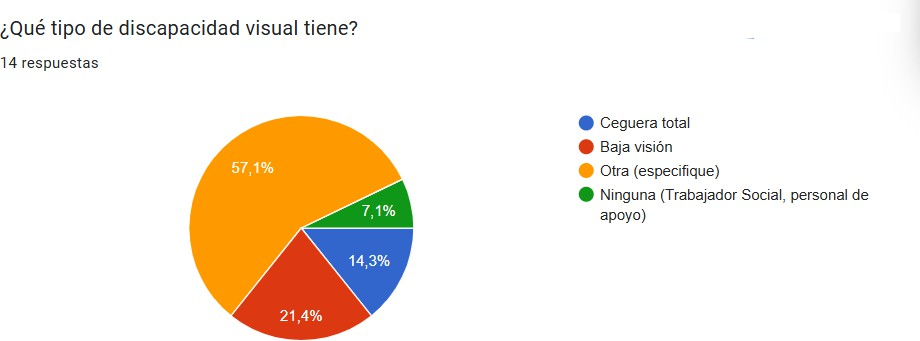 ¿Qué tipo de discapacidad visual tiene?
14 respuestas
57,1%
7,1%
14,3%
21,4%
Ceguera total
Baja visión
Otra (especifique)
Ninguna (Trabajador Social, personal de
apoyo)